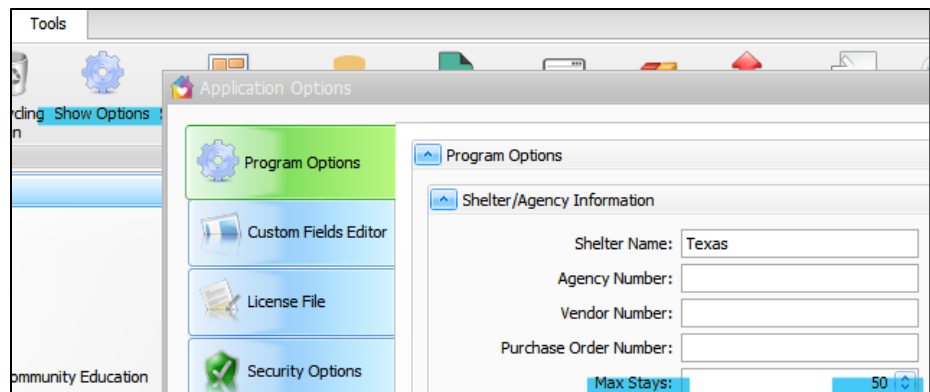 Tools
Show Options
Application Options
Program Options
Custom Fields Editor
License File
Security Options
Program Options
Shelter/Agency Information
Shelter Name: Texas
Agency Number:
Vendor Number:
Purchase Order Number:
Max Stays: 50
Education